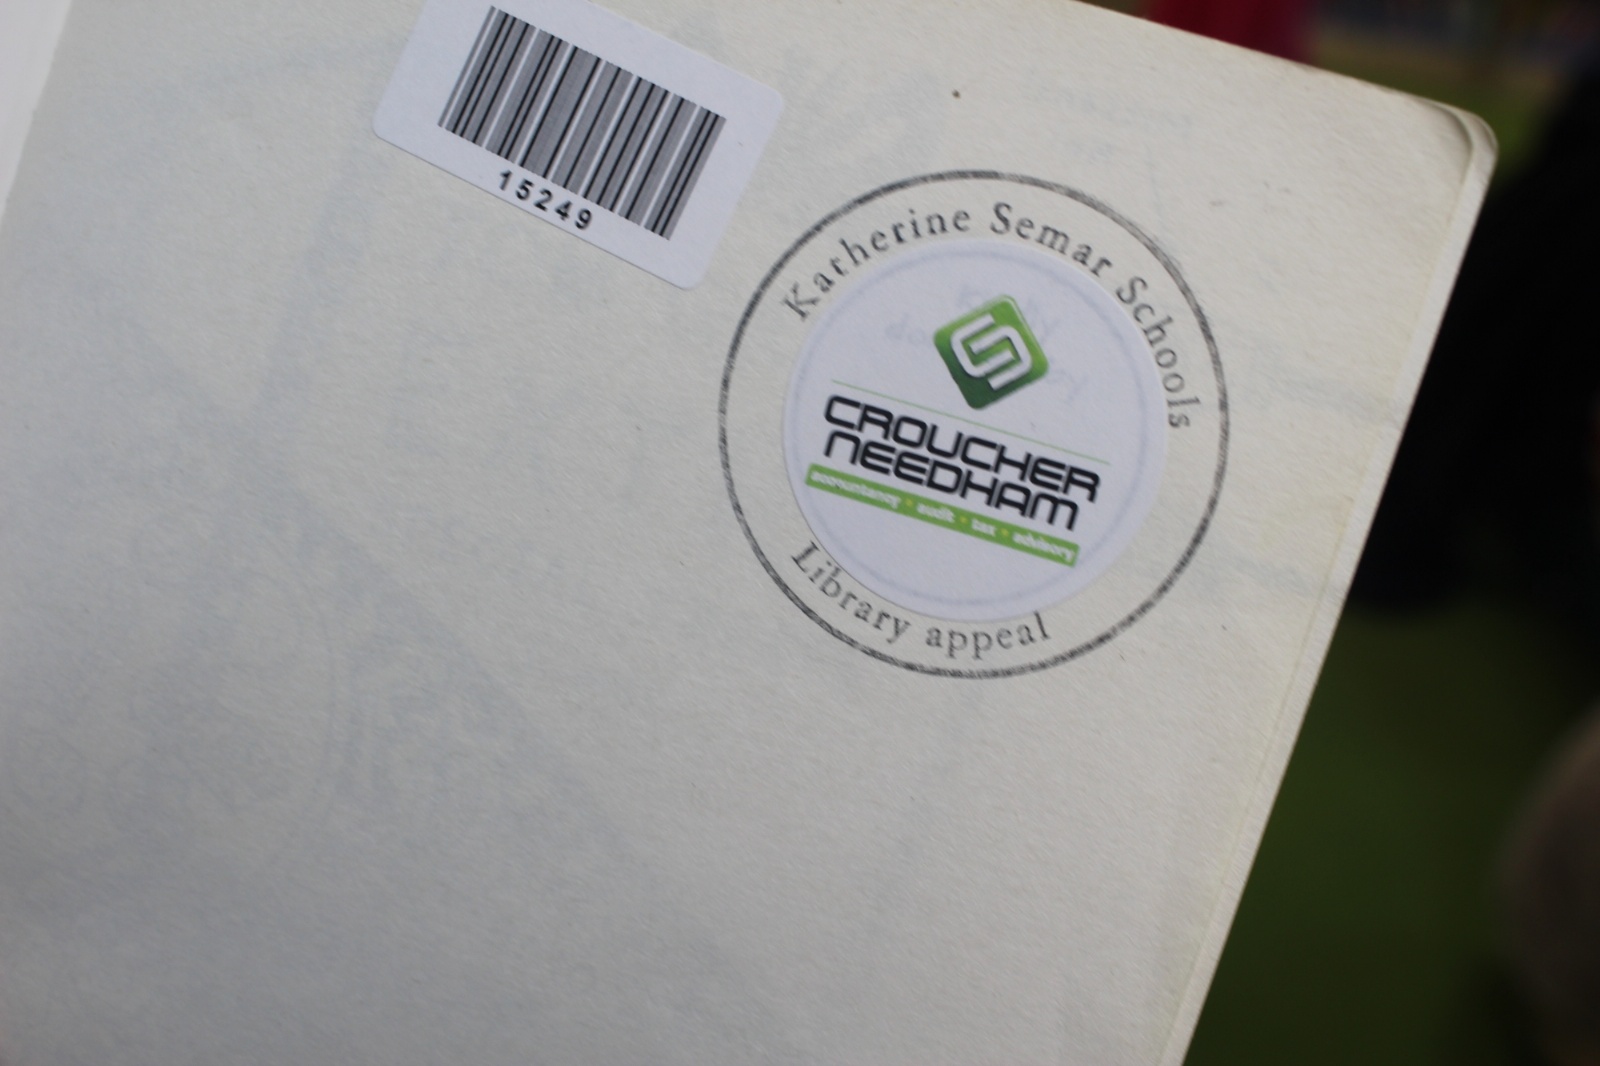 15249
Katherine Semar Schools
CROUCHER
NEEDHAM
accountancy • audit • tax • advisory
Library appeal